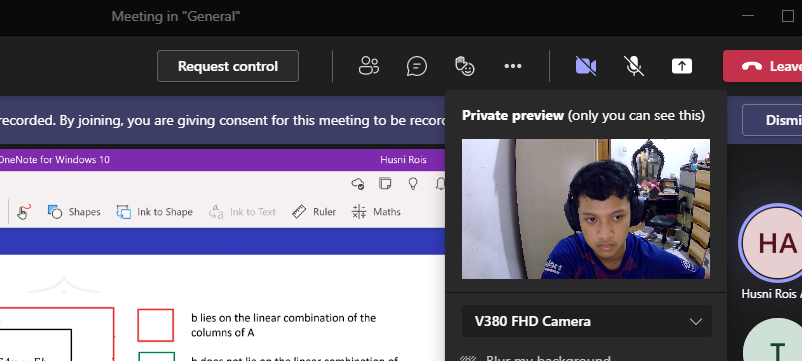 Meeting in "General"
Request control
Leave
recorded. By joining, you are giving consent for this meeting to be recor
Dismi
Private preview (only you can see this)
OneNote for Windows 10
Husni Rois
Shapes
Ink to Shape
Ink to Text
Ruler
Maths
HA
Husni Rois A
V380 FHD Camera
b lies on the linear combination of the
columns of A
b does not lie on the linear combination of
Blur my background
T